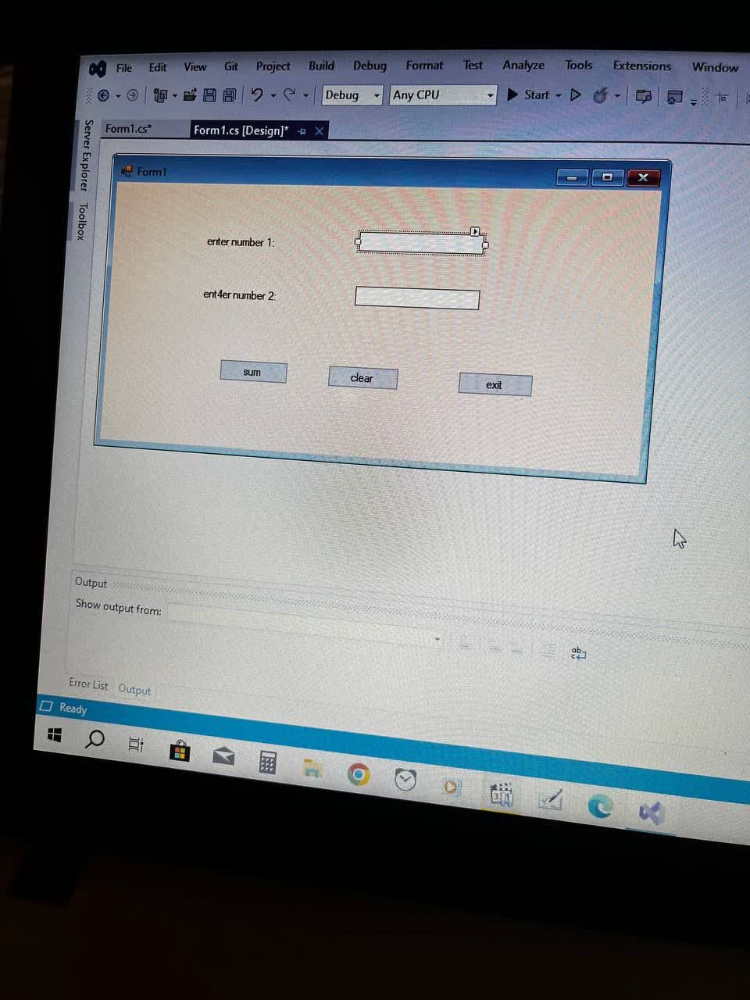 File Edit View Git Project Build Debug Format Test Analyze Tools Extensions Window
Debug Any CPU Start
Form1.cs* Form1.cs [Design]*
Server Explorer
Toolbox
Form1
enter number 1:
ent4er number 2:
sum clear exit
Output
Show output from:
Error List Output
Ready